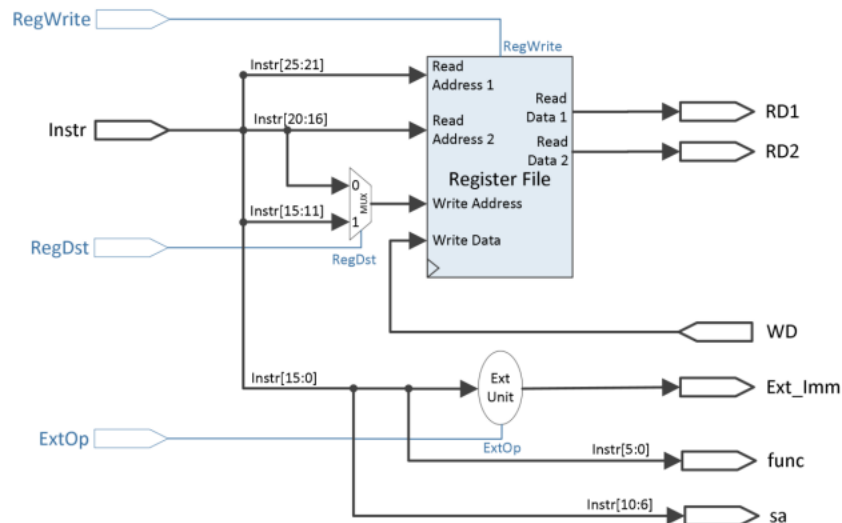 RegWrite
RegWrite
Instr[25:21]
Read
Address 1
Instr
Instr[20:16]
Read
Address 2
Read
Data 1
RD1
Read
Data 2
RD2
Register File
0
MUX
1
Instr[15:11]
Write Address
RegDst
RegDst
Write Data
WD
Instr[15:0]
Ext
Unit
Ext_Imm
ExtOp
ExtOp
Instr[5:0]
func
Instr[10:6]
sa